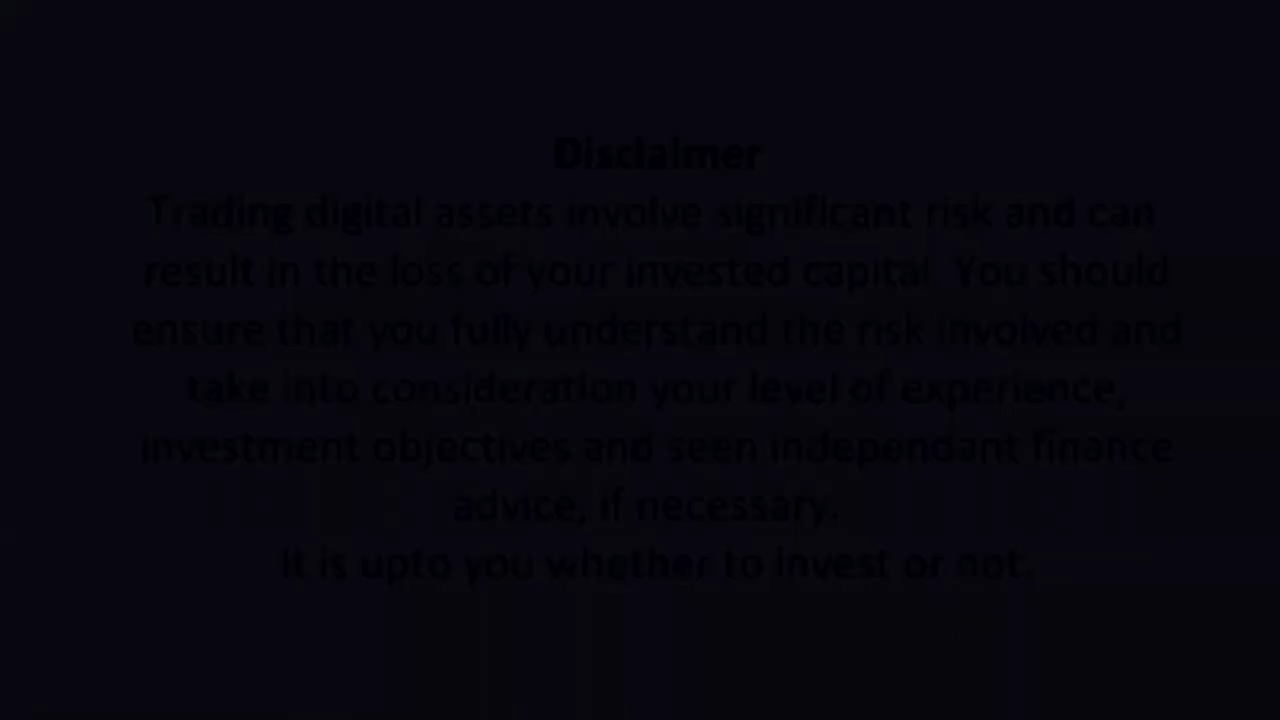 Disclaimer
Trading digital assets involve significant risk and can
result in the loss of your invested capital. You should
ensure that you fully understand the risk involved and
take into consideration your level of experience,
investment objectives and seen independant finance
advice, if necessary.
It is upto you whether to invest or not.